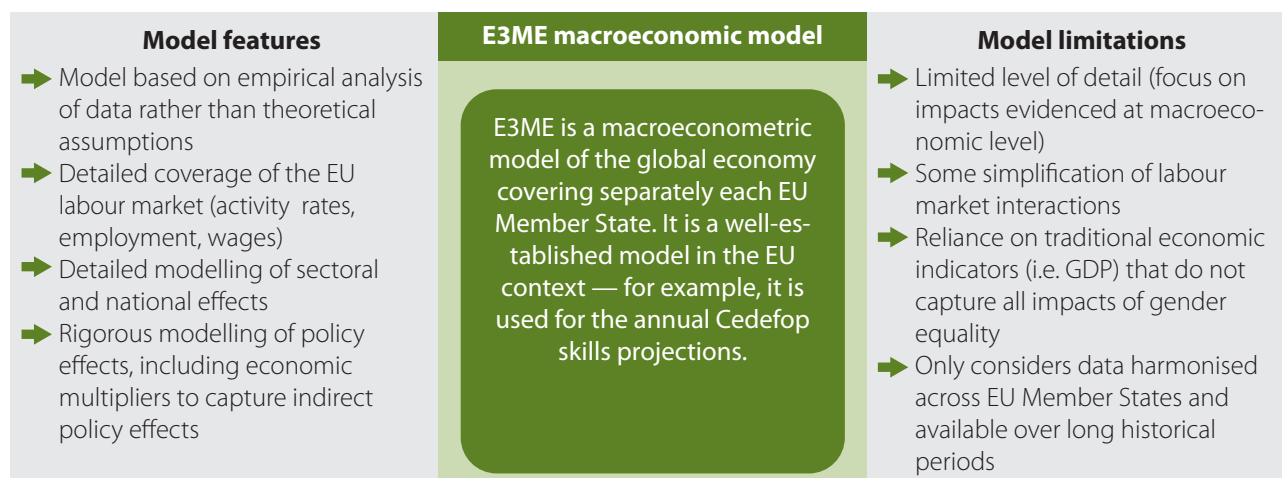 Model features
Model based on empirical analysis
of data rather than theoretical
assumptions
Detailed coverage of the EU
labour market (activity rates,
employment, wages)
Detailed modelling of sectoral
and national effects
Rigorous modelling of policy
effects, including economic
multipliers to capture indirect
policy effects
E3ME macroeconomic model
E3ME is a macroeconometric
model of the global economy
covering separately each EU
Member State. It is a well-es-
tablished model in the EU
context — for example, it is
used for the annual Cedefop
skills projections.
Model limitations
Limited level of detail (focus on
impacts evidenced at macroeco-
nomic level)
Some simplification of labour
market interactions
Reliance on traditional economic
indicators (i.e. GDP) that do not
capture all impacts of gender
equality
Only considers data harmonised
across EU Member States and
available over long historical
periods